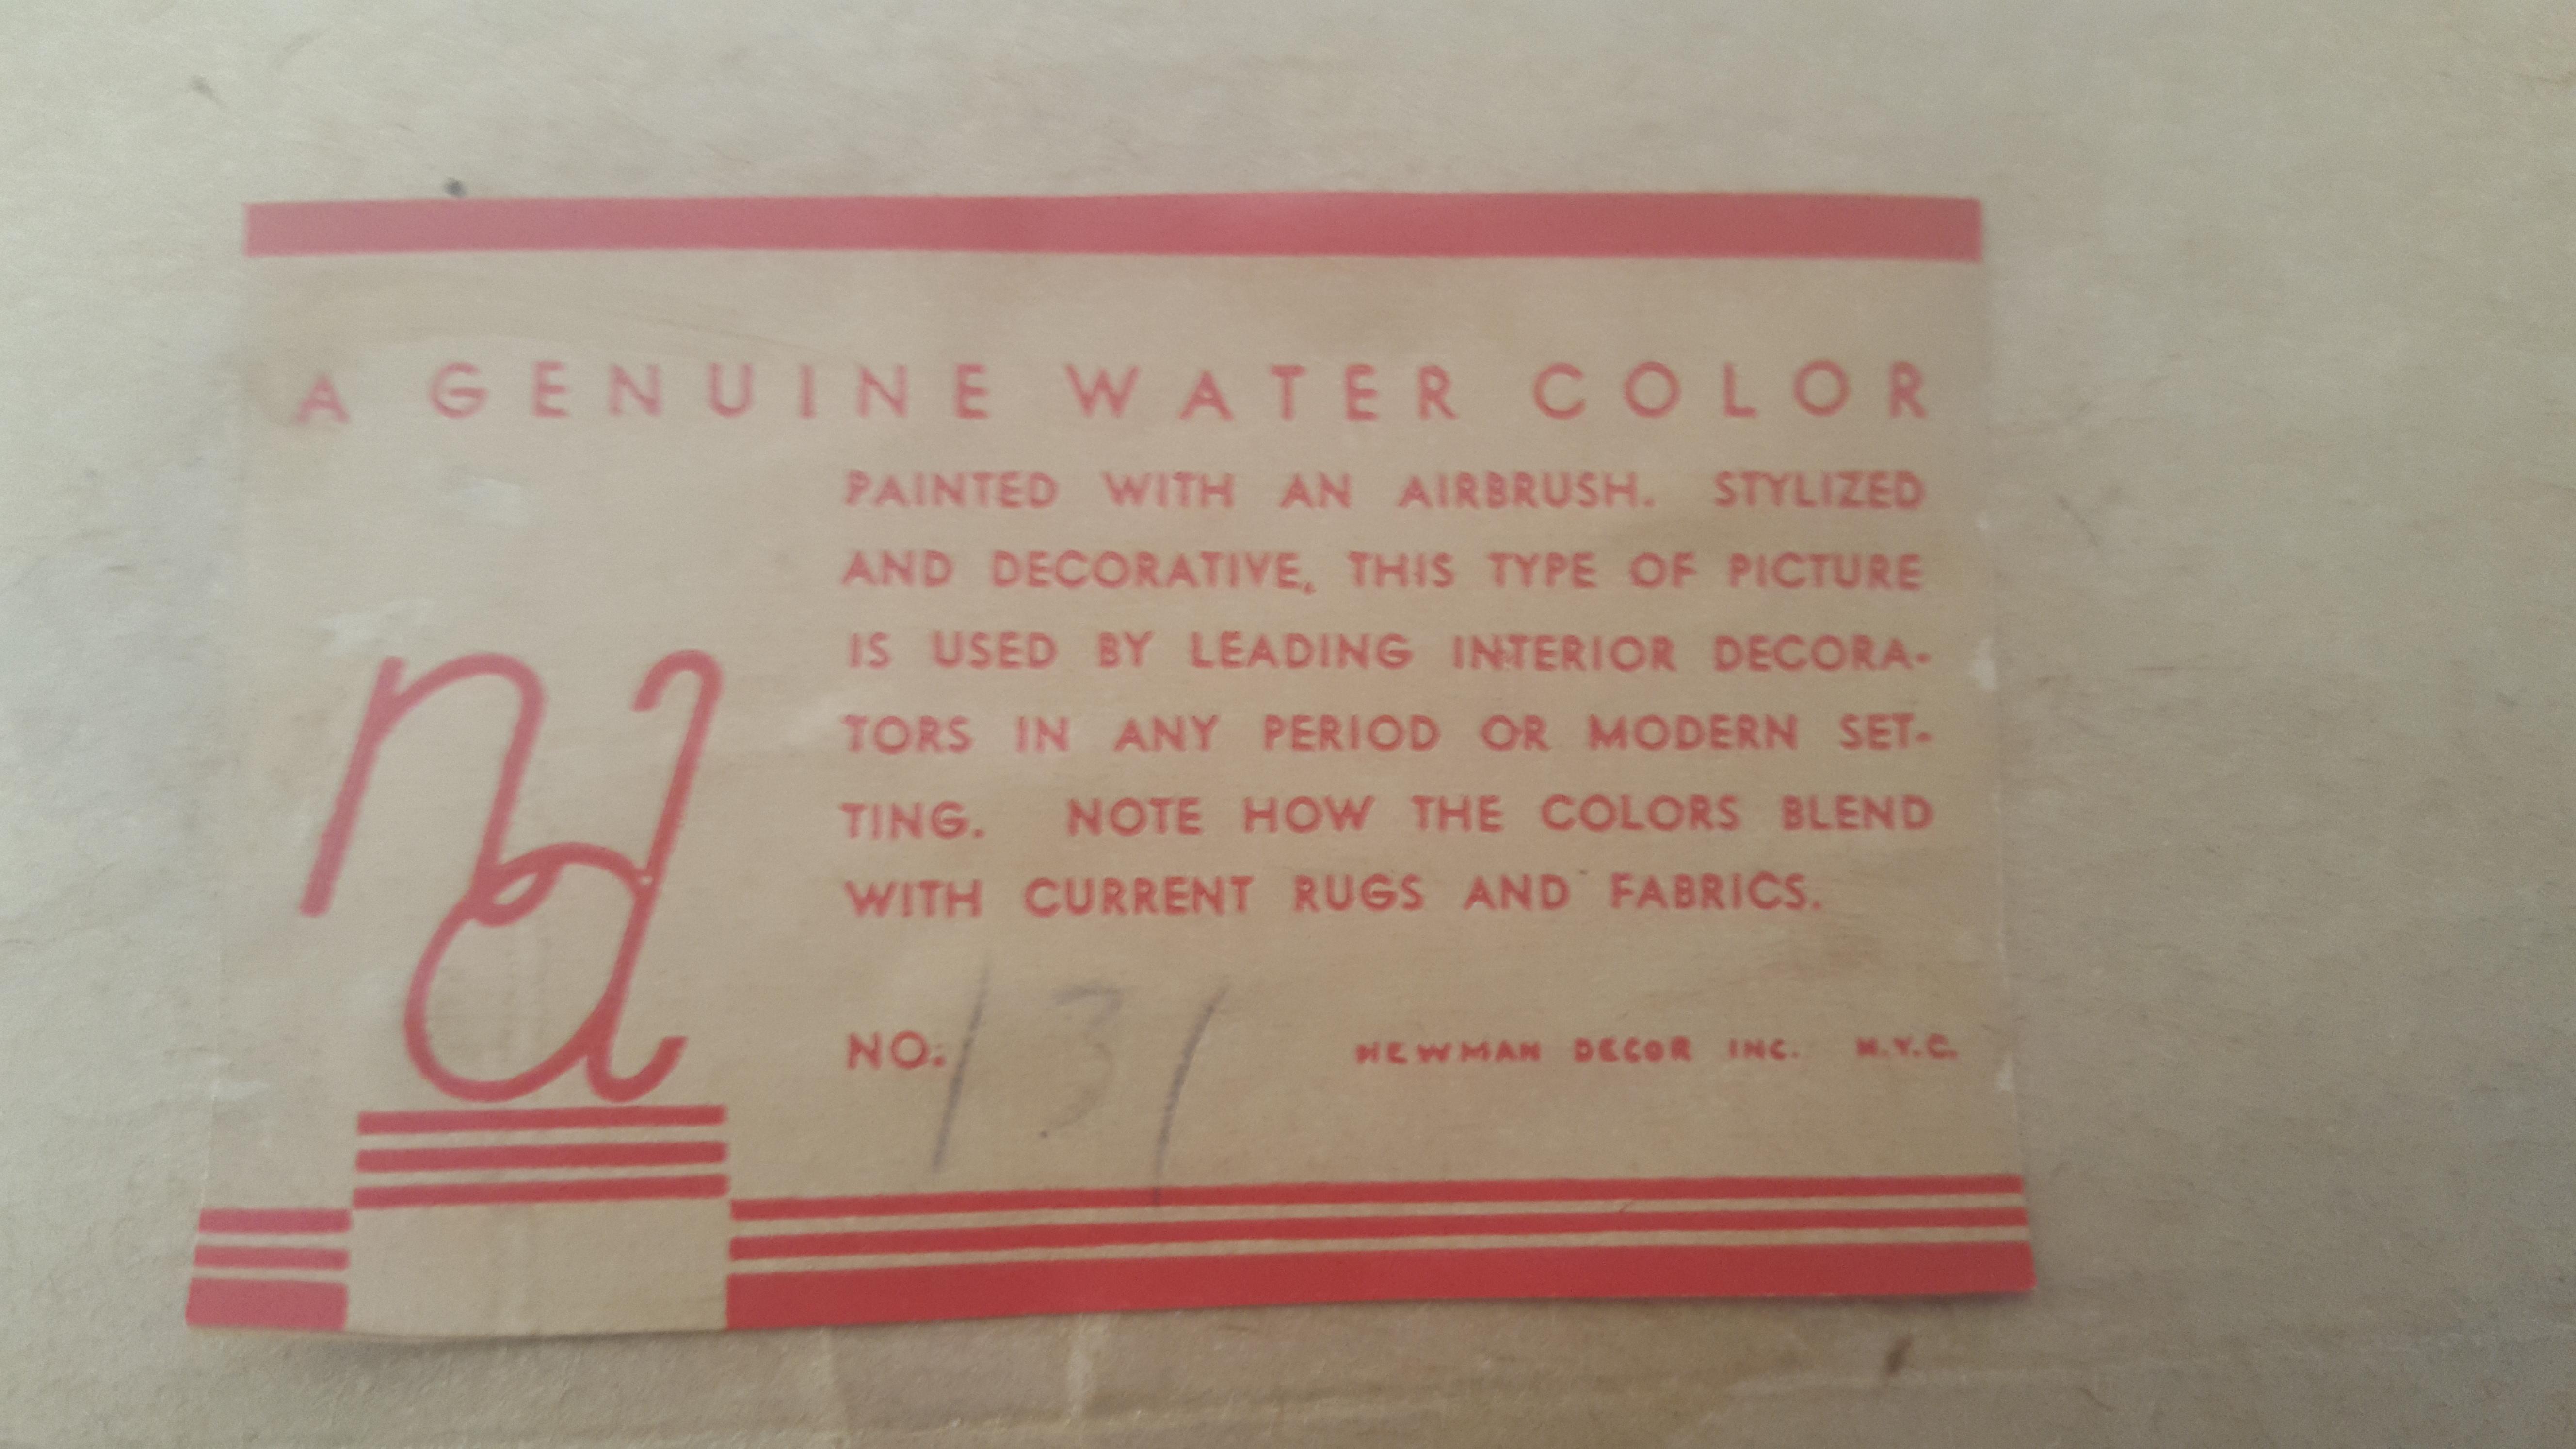 A GENUINE WATER COLOR
PAINTED WITH AN AIRBRUSH. STYLIZED
AND DECORATIVE, THIS TYPE OF PICTURE
IS USED BY LEADING INTERIOR DECORA-
TORS IN ANY PERIOD OR MODERN SET-
TING. NOTE HOW THE COLORS BLEND
WITH CURRENT RUGS AND FABRICS.
nd
NO. 131 NEWMAN DECOR INC. N.Y.C.